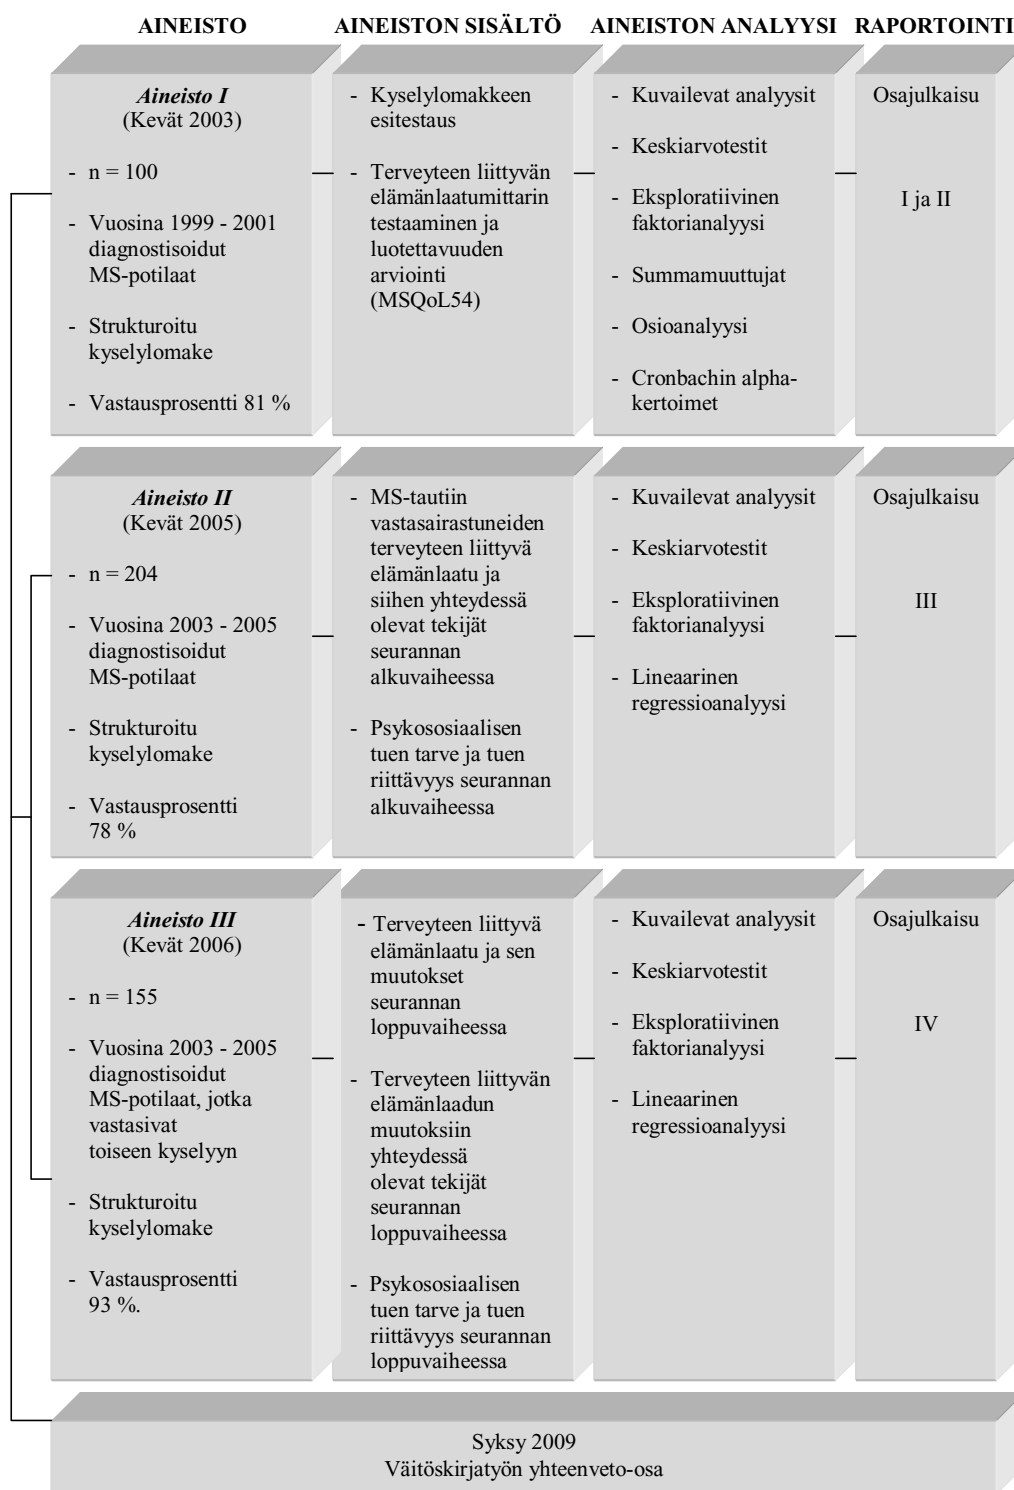 AINEISTO
AINEISTON SISÄLTÖ
AINEISTON ANALYYSI
RAPORTOINTI
Aineisto I
(Kevät 2003)
- n = 100
- Vuosina 1999 - 2001
diagnostisoidut
MS-potilaat
- Strukturoitu
kyselylomake
- Vastausprosentti 81 %
- Kyselylomakkeen
esitestaus
- Terveyteen liittyvän
elämänlaatumittarin
testaaminen ja
luotettavuuden
arviointi
(MSQoL54)
- Kuvailevat analyysit
- Keskiarvotestit
- Eksploratiivinen
faktorianalyysi
- Summamuuttujat
- Osioanalyysi
- Cronbachin alpha-
kertoimet
Osajulkaisu
I ja II
Aineisto II
(Kevät 2005)
- n = 204
- Vuosina 2003 - 2005
diagnostisoidut
MS-potilaat
- Strukturoitu
kyselylomake
- Vastausprosentti
78 %
- MS-tautiin
vastasairastuneiden
terveyteen liittyvä
elämänlaatu ja
siihen yhteydessä
olevat tekijät
seurannan
alkuvaiheessa
- Psykososiaalisen
tuen tarve ja tuen
riittävyys seurannan
alkuvaiheessa
- Kuvailevat analyysit
- Keskiarvotestit
- Eksploratiivinen
faktorianalyysi
- Lineaarinen
regressioanalyysi
Osajulkaisu
III
Aineisto III
(Kevät 2006)
- n = 155
- Vuosina 2003 - 2005
diagnostisoidut
MS-potilaat, jotka
vastasivat
toiseen kyselyyn
- Strukturoitu
kyselylomake
- Vastausprosentti
93 %.
- Terveyteen liittyvä
elämänlaatu ja sen
muutokset
seurannan
loppuvaiheessa
- Terveyteen liittyvän
elämänlaadun
muutoksiin
yhteydessä
olevat tekijät
seurannan
loppuvaiheessa
- Psykososiaalisen
tuen tarve ja tuen
riittävyys seurannan
loppuvaiheessa
- Kuvailevat analyysit
- Keskiarvotestit
- Eksploratiivinen
faktorianalyysi
- Lineaarinen
regressioanalyysi
Osajulkaisu
IV
Syksy 2009
Väitöskirjatyön yhteenveto-osa